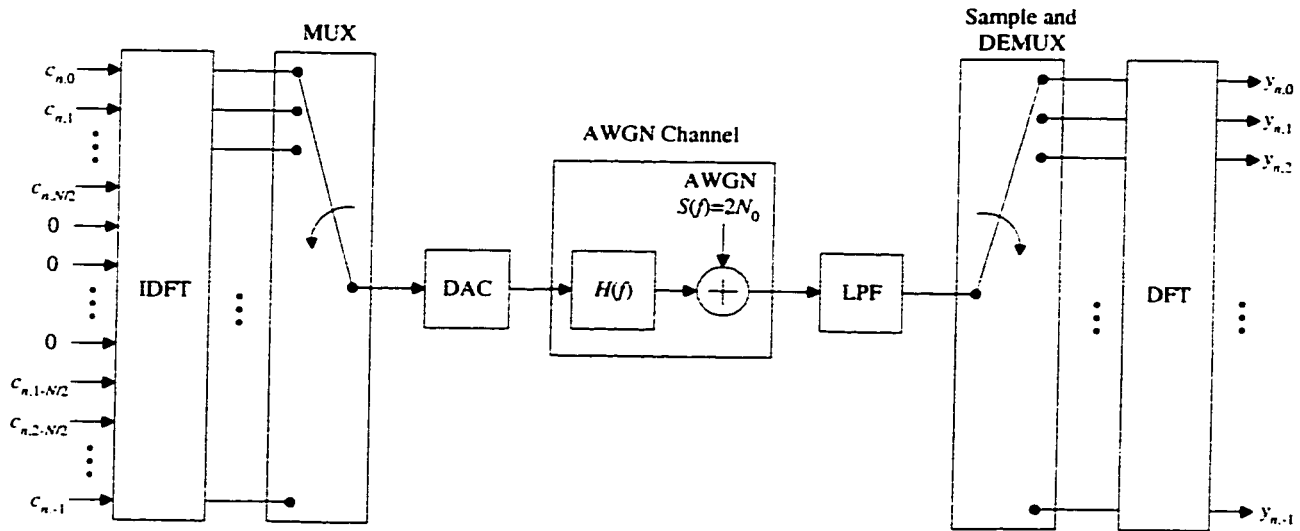 Sample and
DEMUX
MUX
c_{n,0}
c_{n,1}
c_{n,N/2}
0
0
0
c_{n,1-N/2}
c_{n,2-N/2}
c_{n,-1}
IDFT
DAC
AWGN Channel
AWGN
S(f)=2N_0
H(f)
LPF
DFT
y_{n,0}
y_{n,1}
y_{n,2}
y_{n,-1}